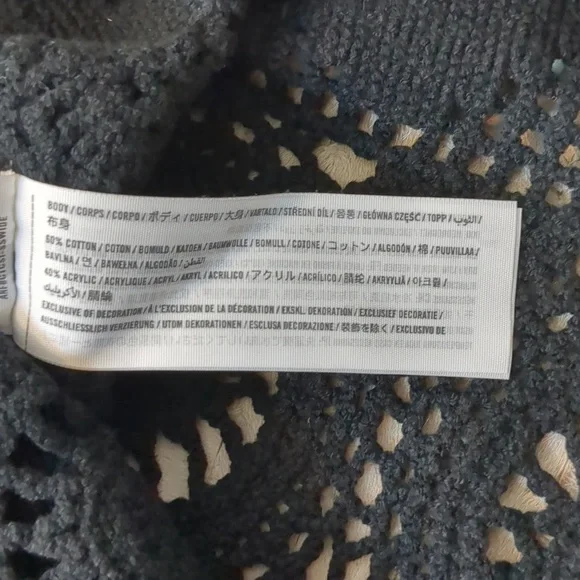 BODY / CORPS / CORPO / ボディ / CUERPO / 大身 / VARTALO / STŘEDNÍ DÍL / 몸통 / GŁÓWNA CZĘŚĆ / TOPP / الثوب /
布身
60% COTTON / COTON / BOMULD / KATOEN / BAUMWOLLE / BOMULL / COTONE / コットン / ALGODÓN / 棉 / PUUVILLAA /
BAVLNA / 면 / BAWEŁNA / ALGODÃO / القطن
40% ACRYLIC / ACRYLIQUE / ACRYL / AKRYL / ACRILICO / アクリル / ACRÍLICO / 腈纶 / AKRYYLIÄ / 아크릴 /
الأكريليك / 腈綸
EXCLUSIVE OF DECORATION / À L'EXCLUSION DE LA DÉCORATION / EKSKL. DEKORATION / EXCLUSIEF DECORATIE /
AUSSCHLIESSLICH VERZIERUNG / UTOM DEKORATIONEN / ESCLUSA DECORAZIONE / 装飾を除く / EXCLUSIVO DE